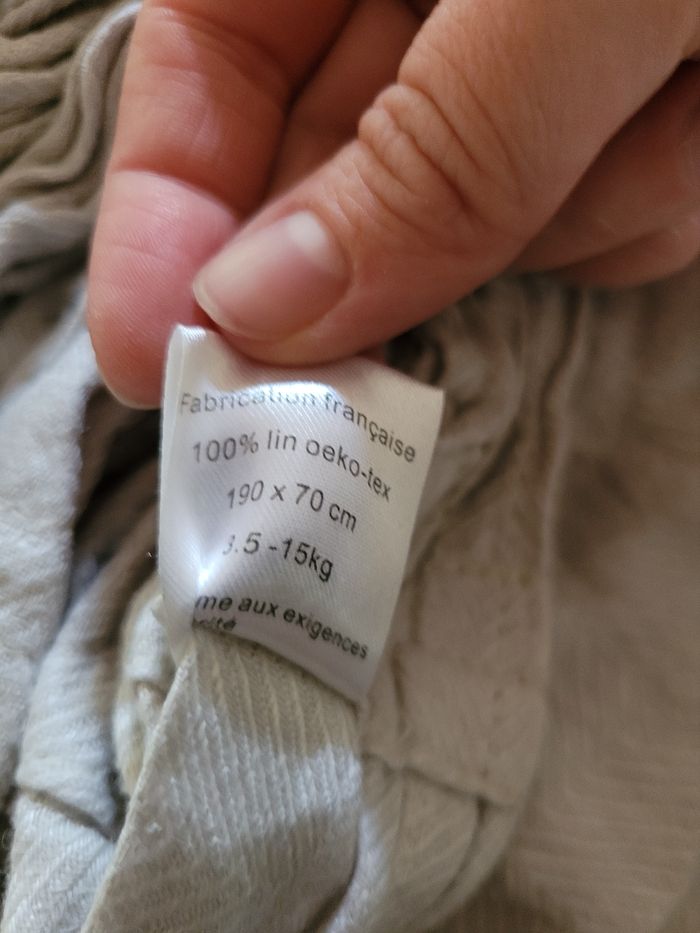 Fabrication française
100% lin oeko-tex
190 x 70 cm
3.5 -15kg
me aux exigences